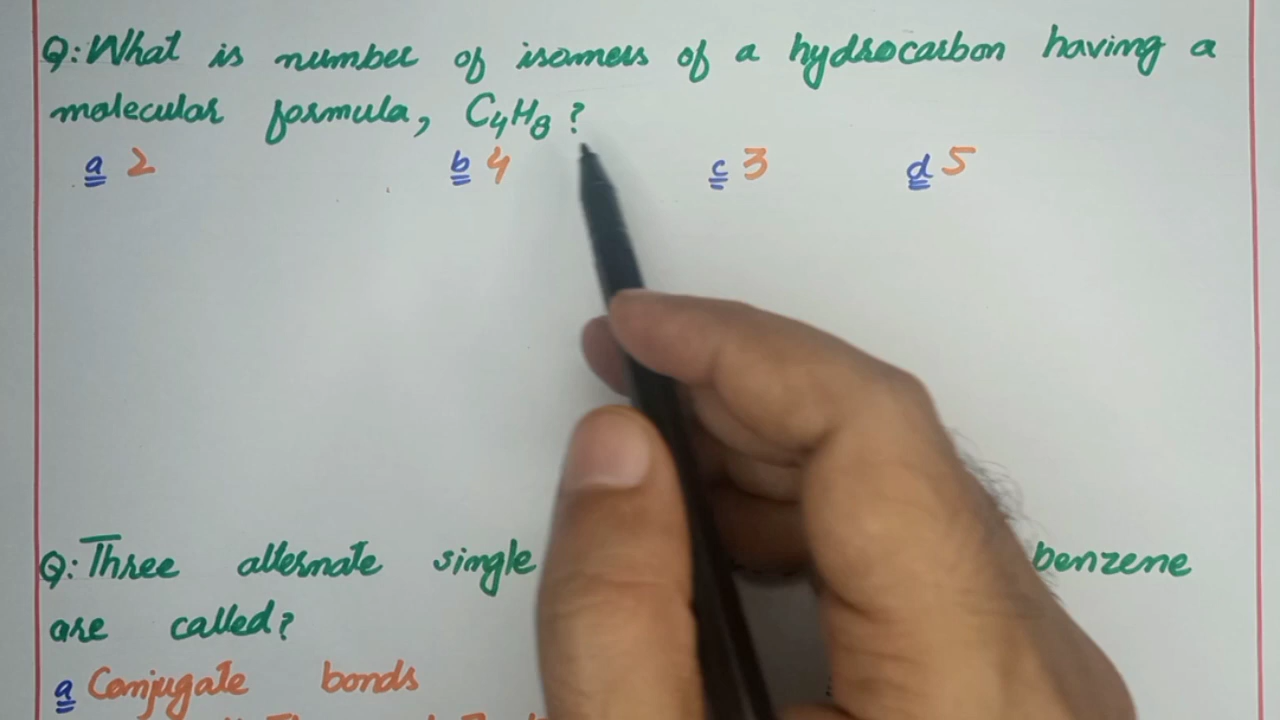 Q: What is number of isomers of a hydrocarbon having a
molecular formula, C₄H₈?
a 2 b 4 c 3 d 5
Q: Three alternate single benzene
are called?
a Conjugate bonds